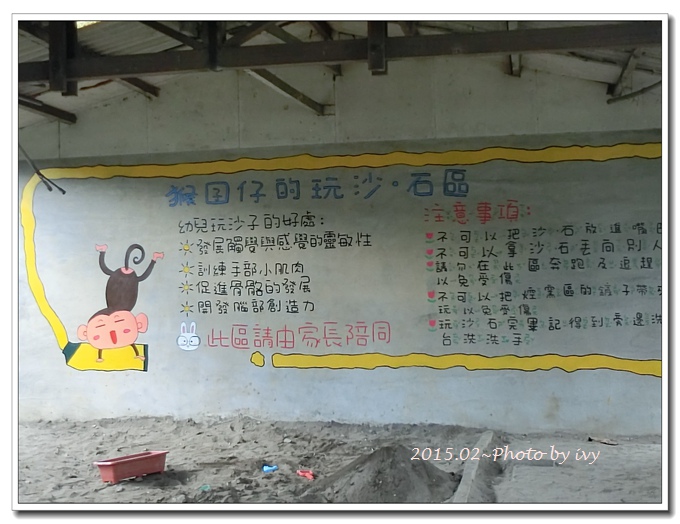 猴囝仔的玩沙。石區
幼兒玩沙子的好處:
發展觸覺與感覺的靈敏性
訓練手部小肌肉
促進骨骼的發展
開發腦部創造力
此區請由家長陪同
注意事項:
不可以把沙石放進嘴巴
不可以拿沙石丟向別人
請勿在此區奔跑及追趕
以免受傷
不可以把煙窯區的鏟子帶來
玩以免受傷
玩沙石完畢記得到旁邊洗
台洗洗手
2015.02~Photo by ivy